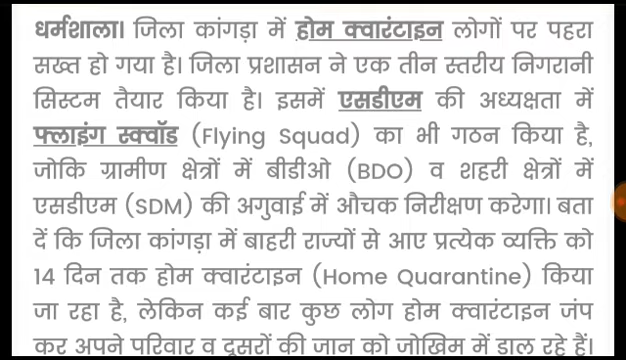 धर्मशाला। जिला कांगड़ा में होम क्वारंटाइन लोगों पर पहरा
सख्त हो गया है। जिला प्रशासन ने एक तीन स्तरीय निगरानी
सिस्टम तैयार किया है। इसमें एसडीएम की अध्यक्षता में
फ्लाइंग स्क्वॉड (Flying Squad) का भी गठन किया है,
जोकि ग्रामीण क्षेत्रों में बीडीओ (BDO) व शहरी क्षेत्रों में
एसडीएम (SDM) की अगुवाई में औचक निरीक्षण करेगा। बता
दें कि जिला कांगड़ा में बाहरी राज्यों से आए प्रत्येक व्यक्ति को
14 दिन तक होम क्वारंटाइन (Home Quarantine) किया
जा रहा है, लेकिन कई बार कुछ लोग होम क्वारंटाइन जंप
कर अपने परिवार व दूसरों की जान को जोखिम में डाल रहे हैं।